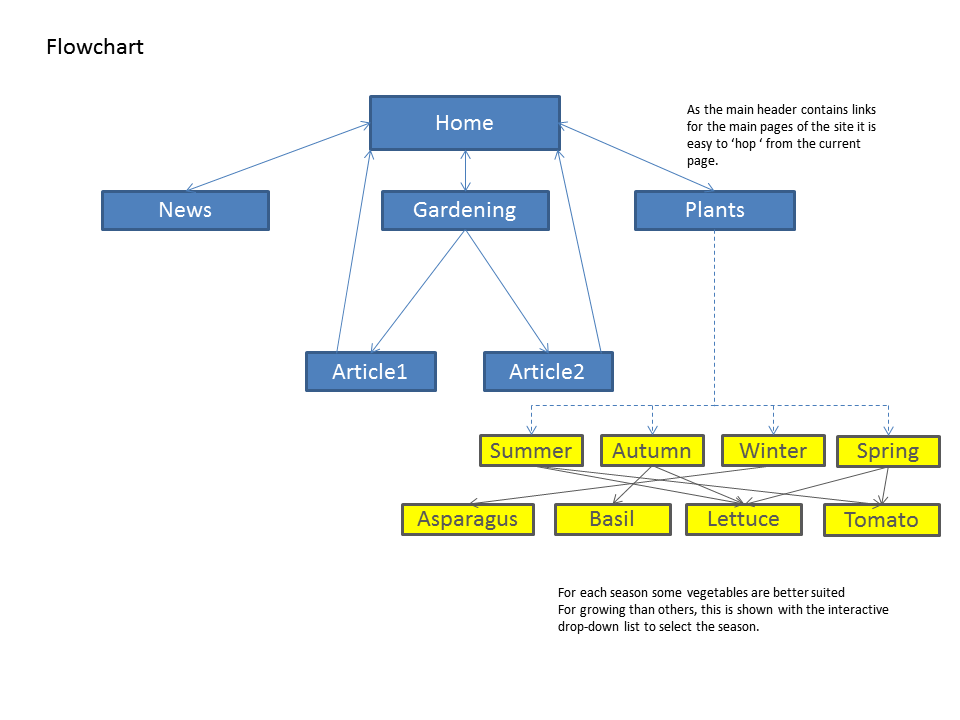 Flowchart
Home
As the main header contains links
for the main pages of the site it is
easy to ‘hop ‘ from the current
page.
News
Gardening
Plants
Article1
Article2
Summer
Autumn
Winter
Spring
Asparagus
Basil
Lettuce
Tomato
For each season some vegetables are better suited
For growing than others, this is shown with the interactive
drop-down list to select the season.